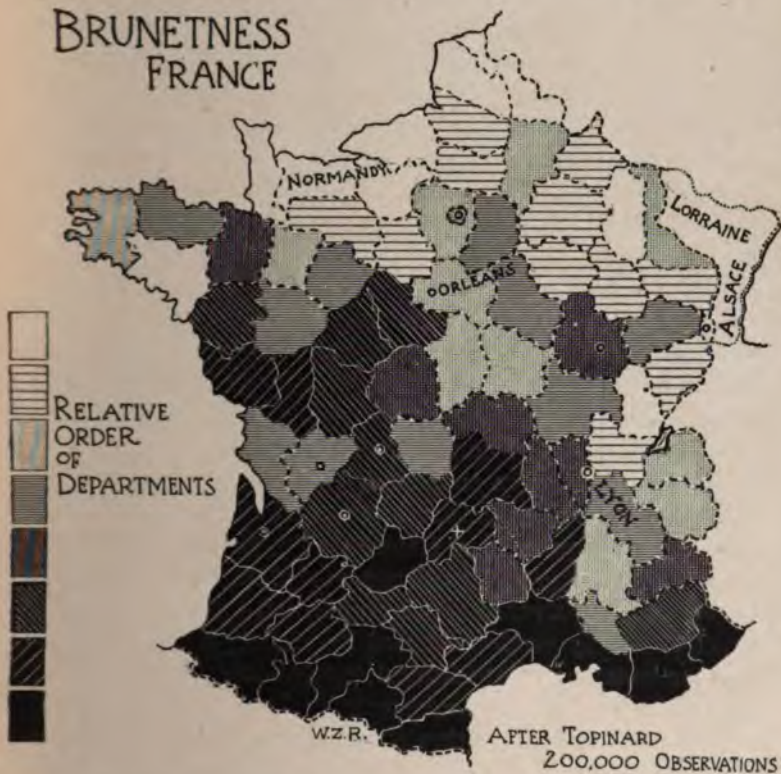 BRUNETNESS
FRANCE
NORMANDY
LORRAINE
ALSACE
ORLEANS
RELATIVE
ORDER
OF
DEPARTMENTS
LYON
W.Z.R.
AFTER TOPINARD
200,000 OBSERVATIONS